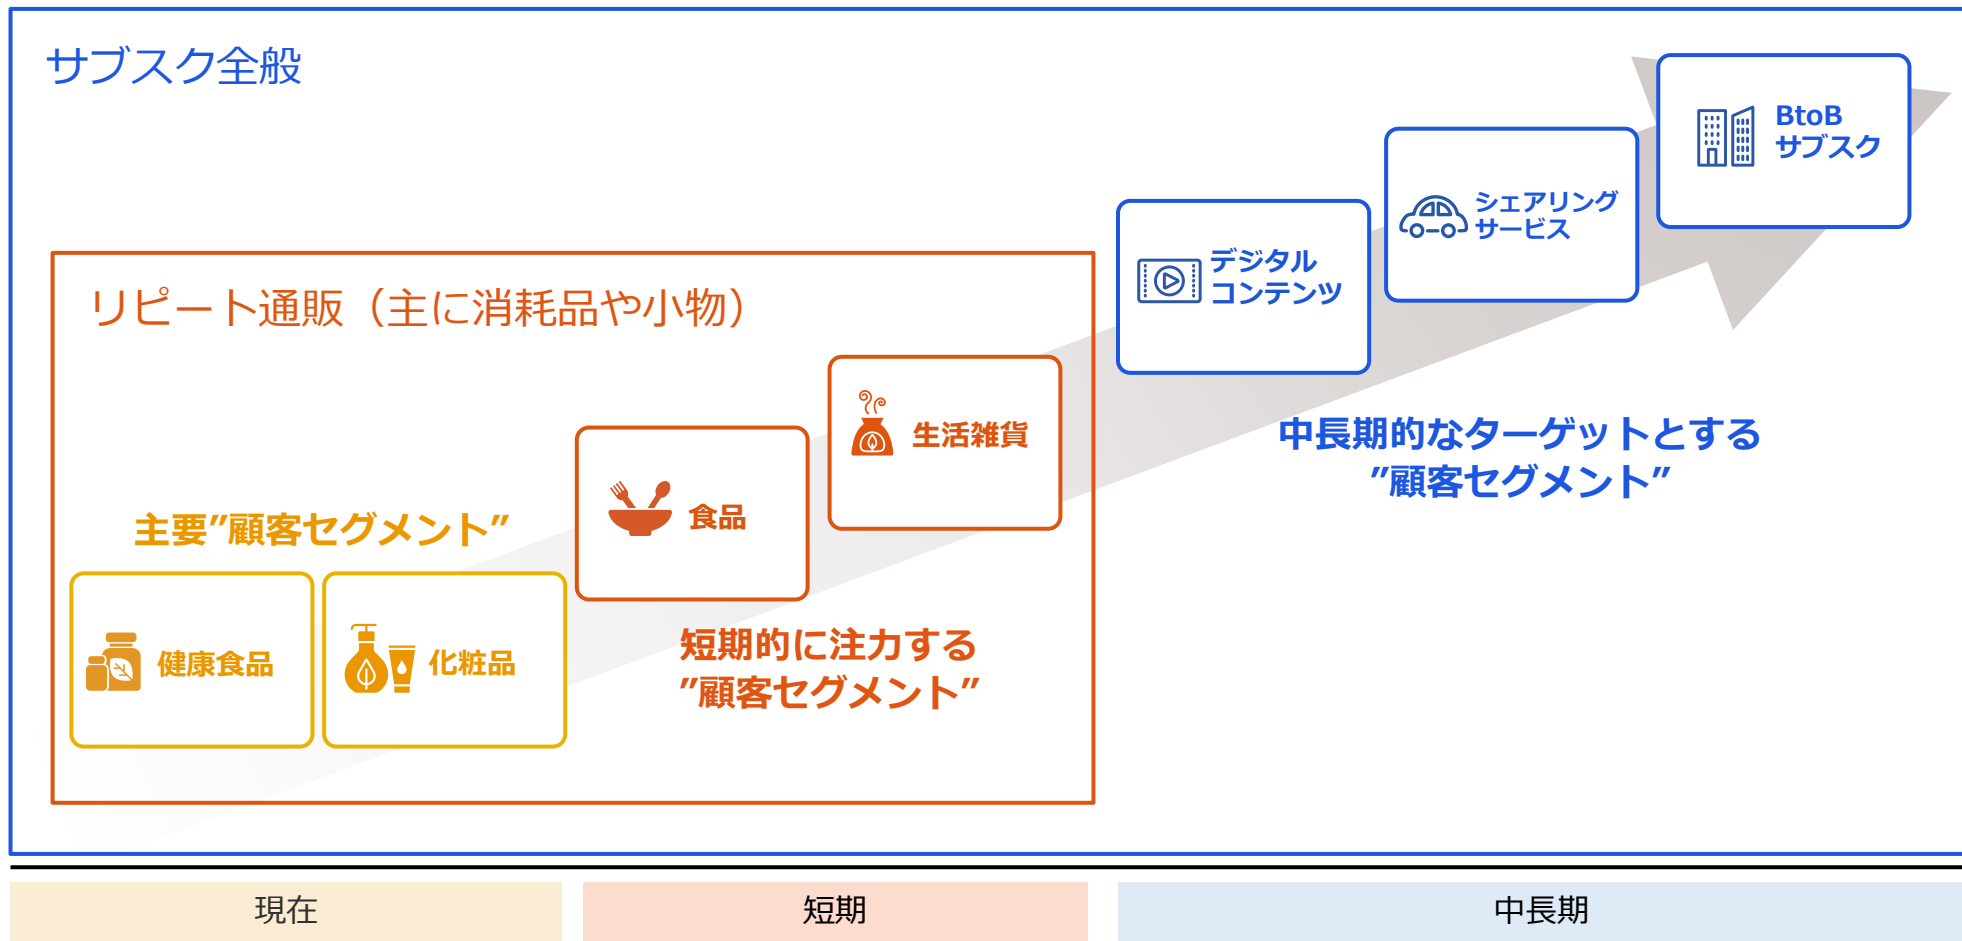 サブスク全般
BtoB
サブスク
シェアリング
サービス
デジタル
コンテンツ
リピート通販（主に消耗品や小物）
生活雑貨
中長期的なターゲットとする
”顧客セグメント”
食品
主要”顧客セグメント”
健康食品
化粧品
短期的に注力する
”顧客セグメント”
現在
短期
中長期